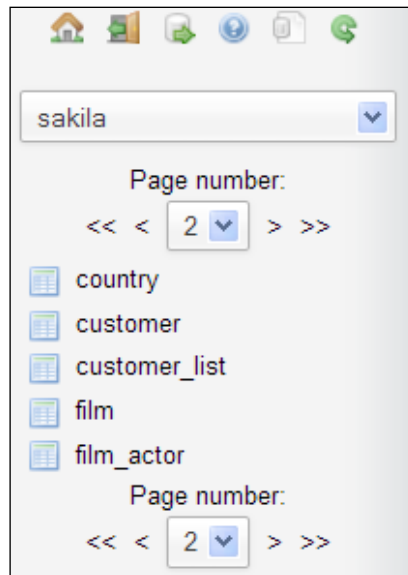 sakila
Page number:
<< < 2 > >>
country
customer
customer_list
film
film_actor
Page number:
<< < 2 > >>